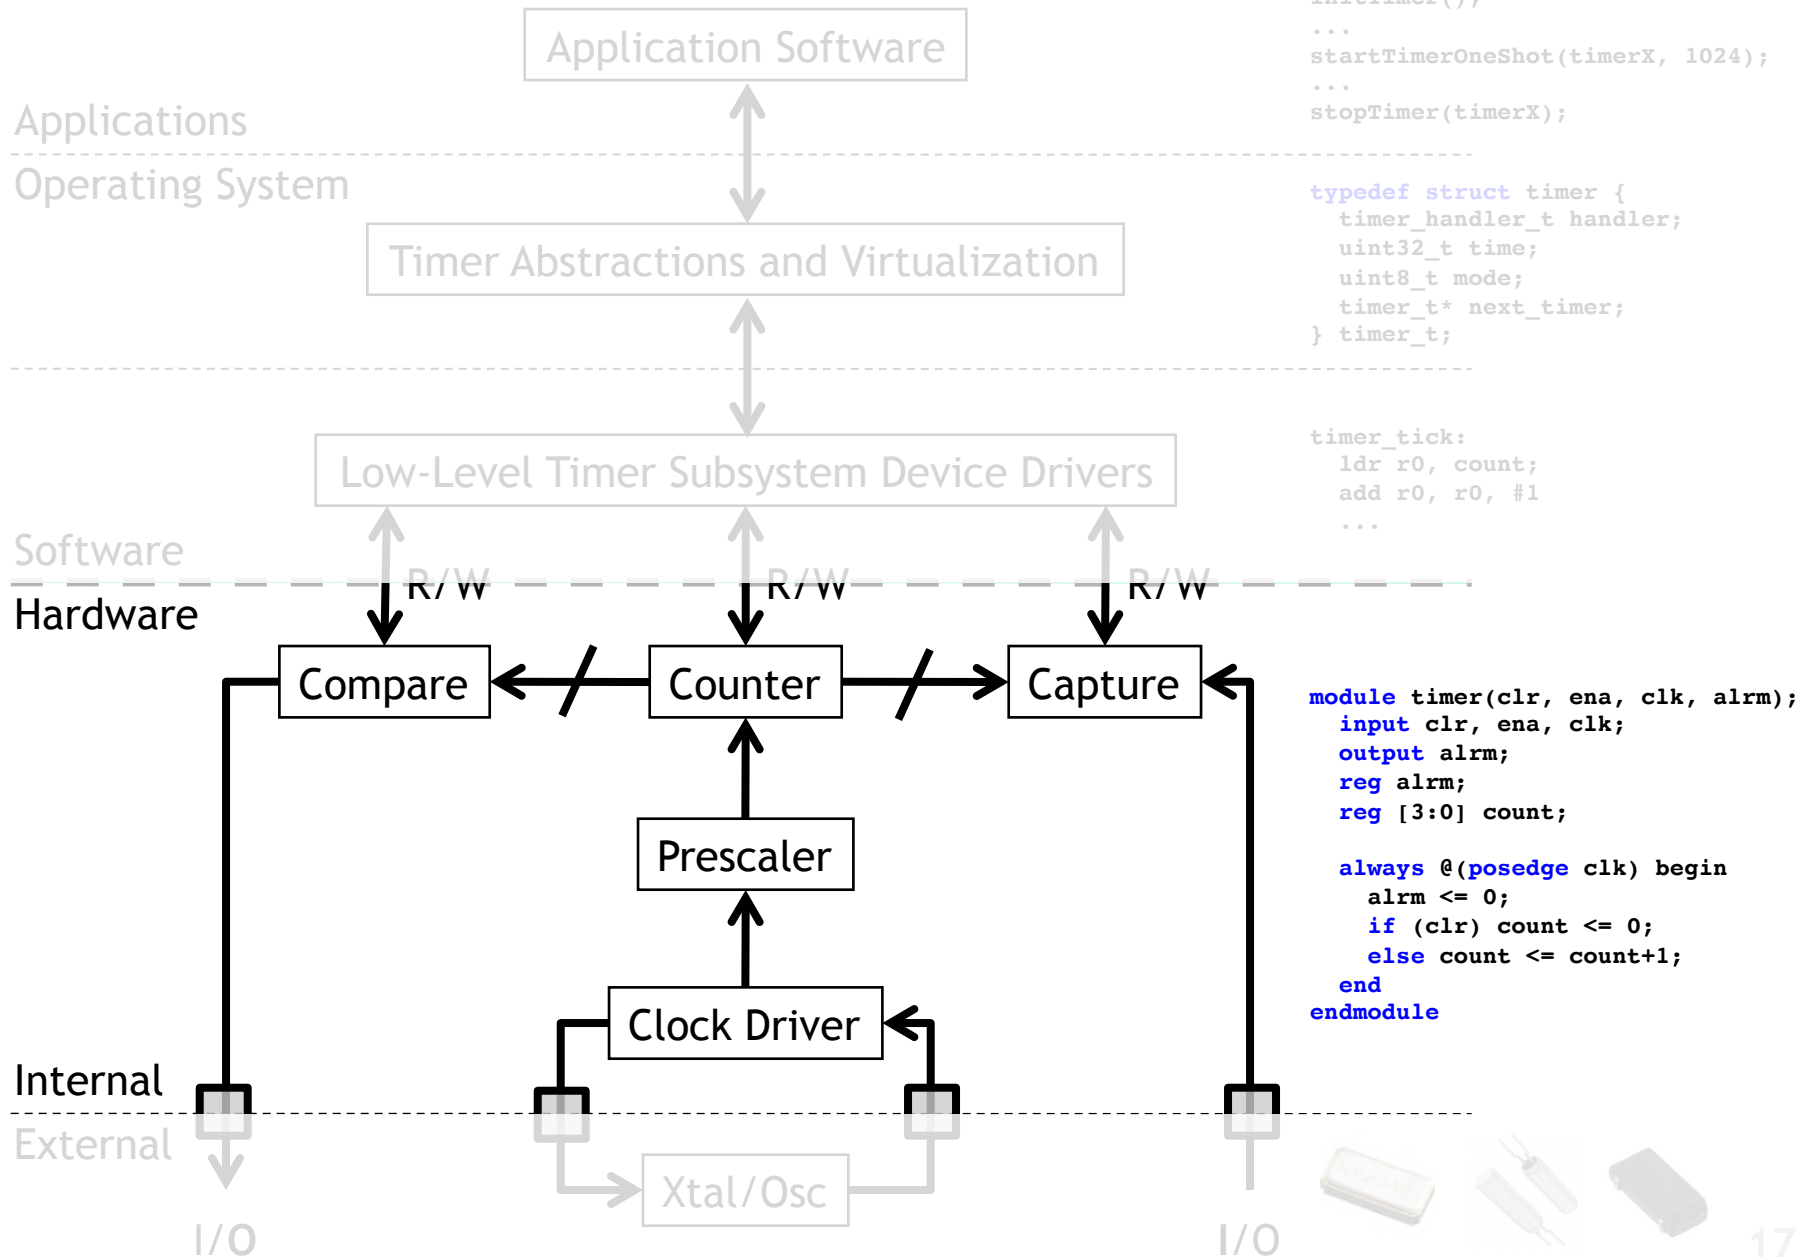 initTimer();
...
startTimerOneShot(timerX, 1024);
...
stopTimer(timerX);
Application Software
Applications
Operating System
typedef struct timer {
timer_handler_t handler;
uint32_t time;
uint8_t mode;
timer_t* next_timer;
} timer_t;
Timer Abstractions and Virtualization
Low-Level Timer Subsystem Device Drivers
timer_tick:
ldr r0, count;
add r0, r0, #1
...
Software
R/W R/W R/W
Hardware
Compare Counter Capture
Prescaler
Clock Driver
module timer(clr, ena, clk, alrm);
input clr, ena, clk;
output alrm;
reg alrm;
reg [3:0] count;
always @(posedge clk) begin
alrm <= 0;
if (clr) count <= 0;
else count <= count+1;
end
endmodule
Internal
External
Xtal/Osc
I/O I/O
17